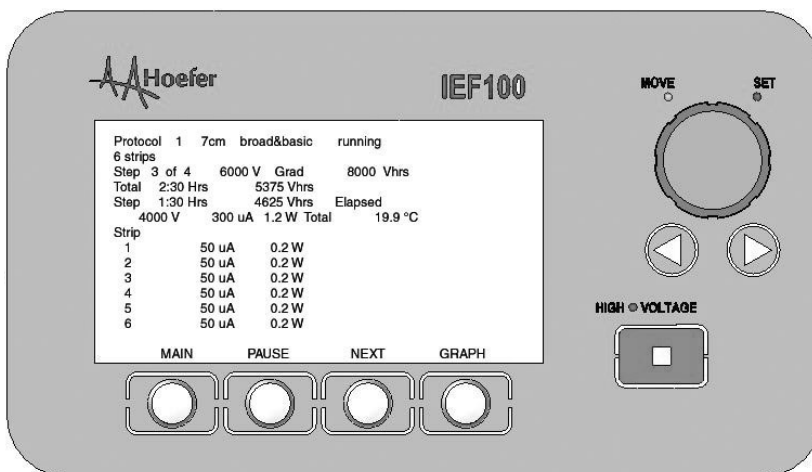 Hoefer
IEF100
MOVE SET
Protocol 1 7cm broad&basic running
6 strips
Step 3 of 4 6000 V Grad 8000 Vhrs
Total 2:30 Hrs 5375 Vhrs
Step 1:30 Hrs 4625 Vhrs Elapsed
4000 V 300 uA 1.2 W Total 19.9 °C
Strip
1 50 uA 0.2 W
2 50 uA 0.2 W
3 50 uA 0.2 W
4 50 uA 0.2 W
5 50 uA 0.2 W
6 50 uA 0.2 W
MAIN PAUSE NEXT GRAPH
HIGH VOLTAGE